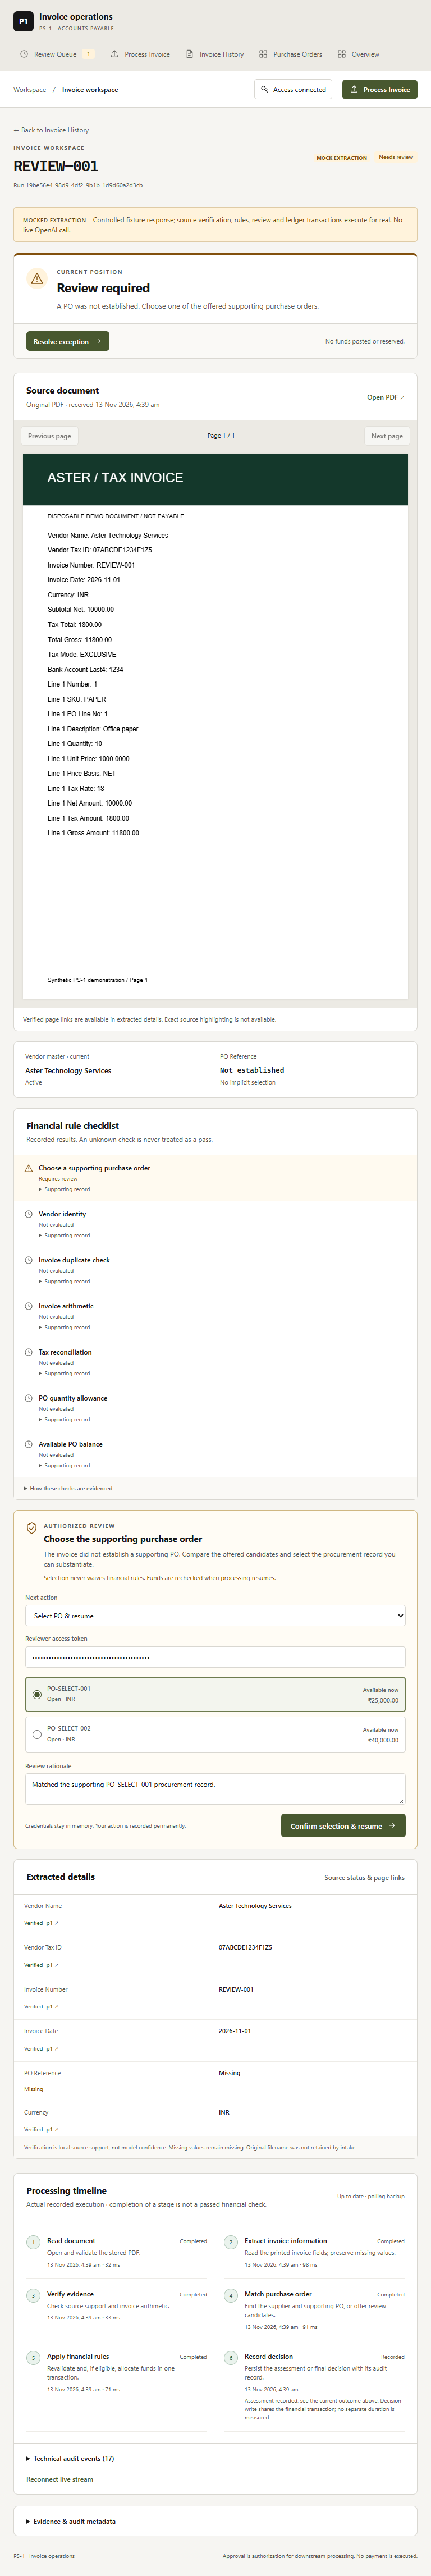 P1
Invoice operations
PS-1 · ACCOUNTS PAYABLE
Review Queue 1
Process Invoice
Invoice History
Purchase Orders
Overview
Workspace / Invoice workspace
Access connected
Process Invoice
← Back to Invoice History
INVOICE WORKSPACE
REVIEW-001
MOCK EXTRACTION
Needs review
Run 19be56e4-98d9-4df2-9b1b-1d9d60a2d3cb
MOCKED EXTRACTION Controlled fixture response; source verification, rules, review and ledger transactions execute for real. No
live OpenAI call.
CURRENT POSITION
Review required
A PO was not established. Choose one of the offered supporting purchase orders.
Resolve exception →
No funds posted or reserved.
Source document
Original PDF · received 13 Nov 2026, 4:39 am
Open PDF ↗
Previous page
Page 1 / 1
Next page
ASTER / TAX INVOICE
DISPOSABLE DEMO DOCUMENT / NOT PAYABLE
Vendor Name: Aster Technology Services
Vendor Tax ID: 07ABCDE1234F1Z5
Invoice Number: REVIEW-001
Invoice Date: 2026-11-01
Currency: INR
Subtotal Net: 10000.00
Tax Total: 1800.00
Total Gross: 11800.00
Tax Mode: EXCLUSIVE
Bank Account Last4: 1234
Line 1 Number: 1
Line 1 SKU: PAPER
Line 1 PO Line No: 1
Line 1 Description: Office paper
Line 1 Quantity: 10
Line 1 Unit Price: 1000.0000
Line 1 Price Basis: NET
Line 1 Tax Rate: 18
Line 1 Net Amount: 10000.00
Line 1 Tax Amount: 1800.00
Line 1 Gross Amount: 11800.00
Synthetic PS-1 demonstration / Page 1
Verified page links are available in extracted details. Exact source highlighting is not available.
Vendor master · current
Aster Technology Services
Active
PO Reference
Not established
No implicit selection
Financial rule checklist
Recorded results. An unknown check is never treated as a pass.
Choose a supporting purchase order
Requires review
▶ Supporting record
Vendor identity
Not evaluated
▶ Supporting record
Invoice duplicate check
Not evaluated
▶ Supporting record
Invoice arithmetic
Not evaluated
▶ Supporting record
Tax reconciliation
Not evaluated
▶ Supporting record
PO quantity allowance
Not evaluated
▶ Supporting record
Available PO balance
Not evaluated
▶ Supporting record
▶ How these checks are evidenced
AUTHORIZED REVIEW
Choose the supporting purchase order
The invoice did not establish a supporting PO. Compare the offered candidates and select the procurement record you
can substantiate.
Selection never waives financial rules. Funds are rechecked when processing resumes.
Next action
Select PO & resume
Reviewer access token
PO-SELECT-001
Open · INR
Available now
₹25,000.00
PO-SELECT-002
Open · INR
Available now
₹40,000.00
Review rationale
Matched the supporting PO-SELECT-001 procurement record.
Credentials stay in memory. Your action is recorded permanently.
Confirm selection & resume →
Extracted details
Source status & page links
Vendor Name
Aster Technology Services
Verified p1 ↗
Vendor Tax ID
07ABCDE1234F1Z5
Verified p1 ↗
Invoice Number
REVIEW-001
Verified p1 ↗
Invoice Date
2026-11-01
Verified p1 ↗
PO Reference
Missing
Missing
Currency
INR
Verified p1 ↗
Verification is local source support, not model confidence. Missing values remain missing. Original filename was not retained by intake.
Processing timeline
Actual recorded execution · completion of a stage is not a passed financial check.
Up to date · polling backup
1
Read document
Completed
Open and validate the stored PDF.
13 Nov 2026, 4:39 am · 32 ms
2
Extract invoice information
Completed
Read the printed invoice fields; preserve missing values.
13 Nov 2026, 4:39 am · 98 ms
3
Verify evidence
Completed
Check source support and invoice arithmetic.
13 Nov 2026, 4:39 am · 33 ms
4
Match purchase order
Completed
Find the supplier and supporting PO, or offer review
candidates.
13 Nov 2026, 4:39 am · 91 ms
5
Apply financial rules
Completed
Revalidate and, if eligible, allocate funds in one
transaction.
13 Nov 2026, 4:39 am · 71 ms
6
Record decision
Recorded
Persist the assessment or final decision with its audit
record.
13 Nov 2026, 4:39 am
Assessment recorded: see the current outcome above. Decision
write shares the financial transaction; no separate duration is
measured.
▶ Technical audit events (17)
Reconnect live stream
▶ Evidence & audit metadata
PS-1 · Invoice operations
Approval is authorization for downstream processing. No payment is executed.